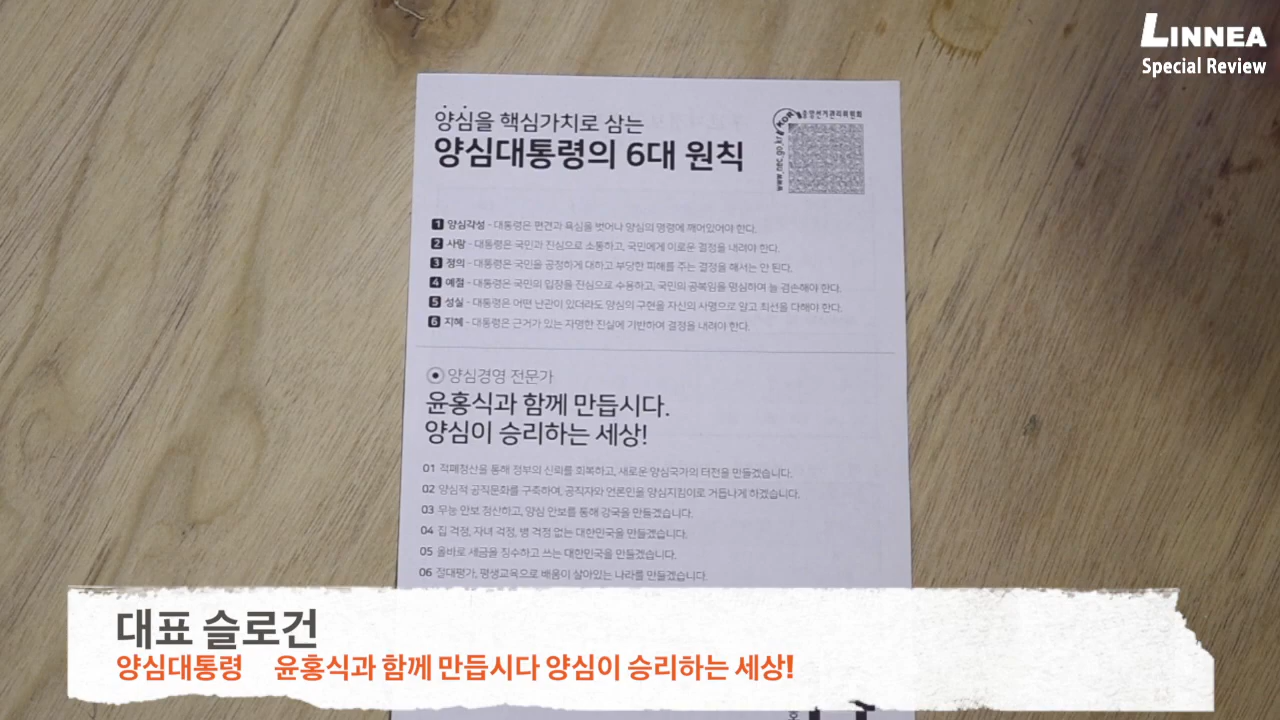 LINNEA
Special Review
양심을 핵심가치로 삼는
양심대통령의 6대 원칙
중앙선거관리위원회
www.nec.go.kr
KOR
1 양심각성 - 대통령은 편견과 욕심을 벗어나 양심의 명령에 깨어있어야 한다.
2 사랑 - 대통령은 국민과 진심으로 소통하고, 국민에게 이로운 결정을 내려야 한다.
3 정의 - 대통령은 국민을 공정하게 대하고 부당한 피해를 주는 결정을 해서는 안 된다.
4 예절 - 대통령은 국민의 입장을 진심으로 수용하고, 국민의 공복임을 명심하여 늘 겸손해야 한다.
5 성실 - 대통령은 어떤 난관이 있더라도 양심의 구현을 자신의 사명으로 알고 최선을 다해야 한다.
6 지혜 - 대통령은 근거가 있는 자명한 진실에 기반하여 결정을 내려야 한다.
양심경영 전문가
윤홍식과 함께 만듭시다.
양심이 승리하는 세상!
01 적폐청산을 통해 정부의 신뢰를 회복하고, 새로운 양심국가의 터전을 만들겠습니다.
02 양심적 공직문화를 구축하여, 공직자와 언론인을 양심지킴이로 거듭나게 하겠습니다.
03 무능 안보 청산하고, 양심 안보를 통해 강국을 만들겠습니다.
04 집 걱정, 자녀 걱정, 병 걱정 없는 대한민국을 만들겠습니다.
05 올바로 세금을 징수하고 쓰는 대한민국을 만들겠습니다.
06 절대평가, 평생교육으로 배움이 살아있는 나라를 만들겠습니다.
대표 슬로건
양심대통령 윤홍식과 함께 만듭시다 양심이 승리하는 세상!